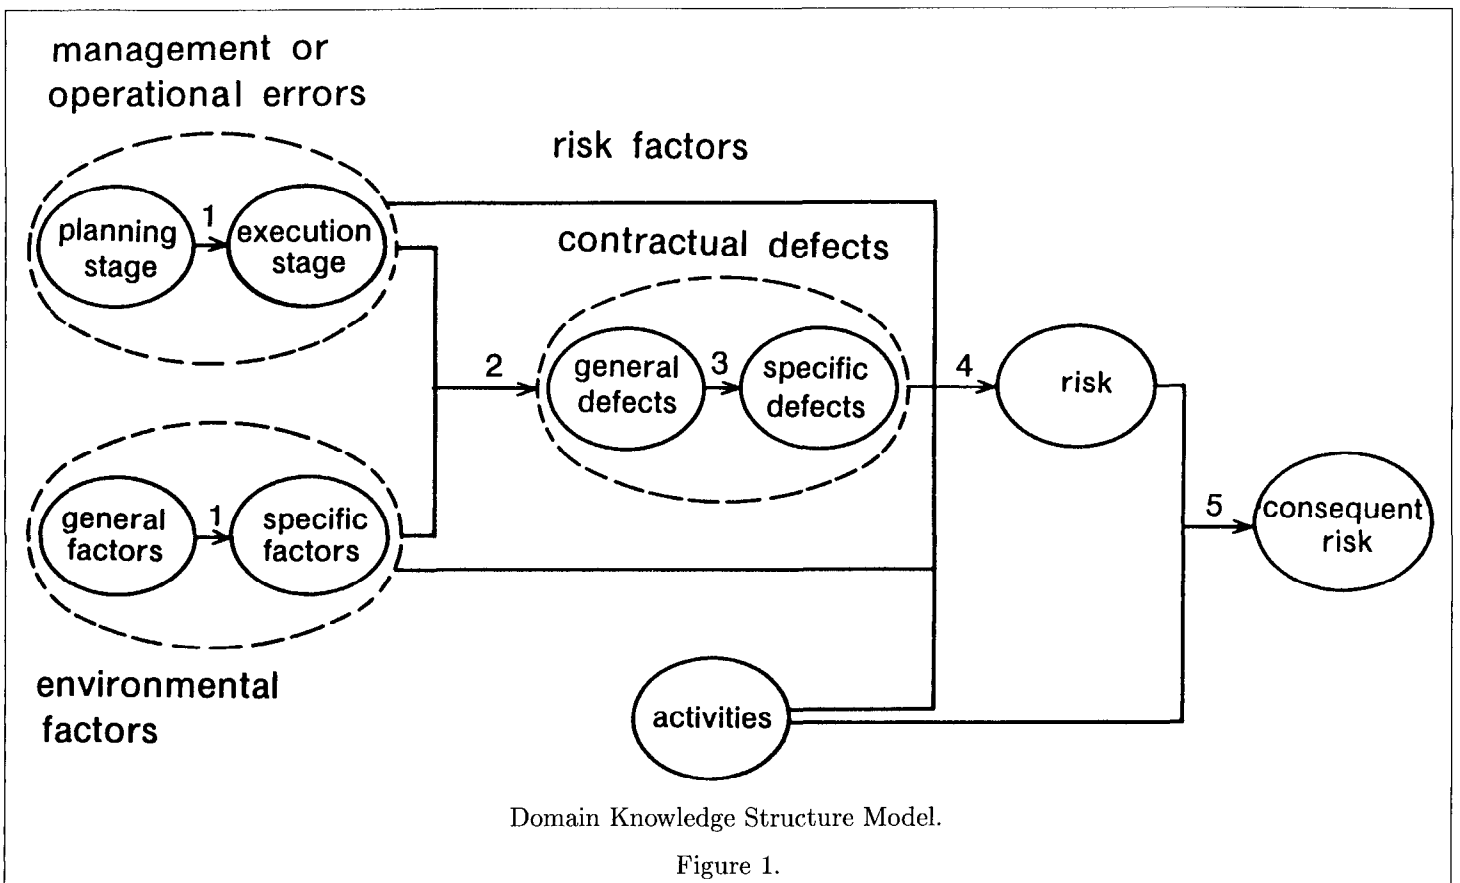 management or
operational errors
risk factors
planning
stage
1
execution
stage
contractual defects
2
general
defects
3
specific
defects
4
risk
general
factors
1
specific
factors
5
consequent
risk
environmental
factors
activities
Domain Knowledge Structure Model.
Figure 1.